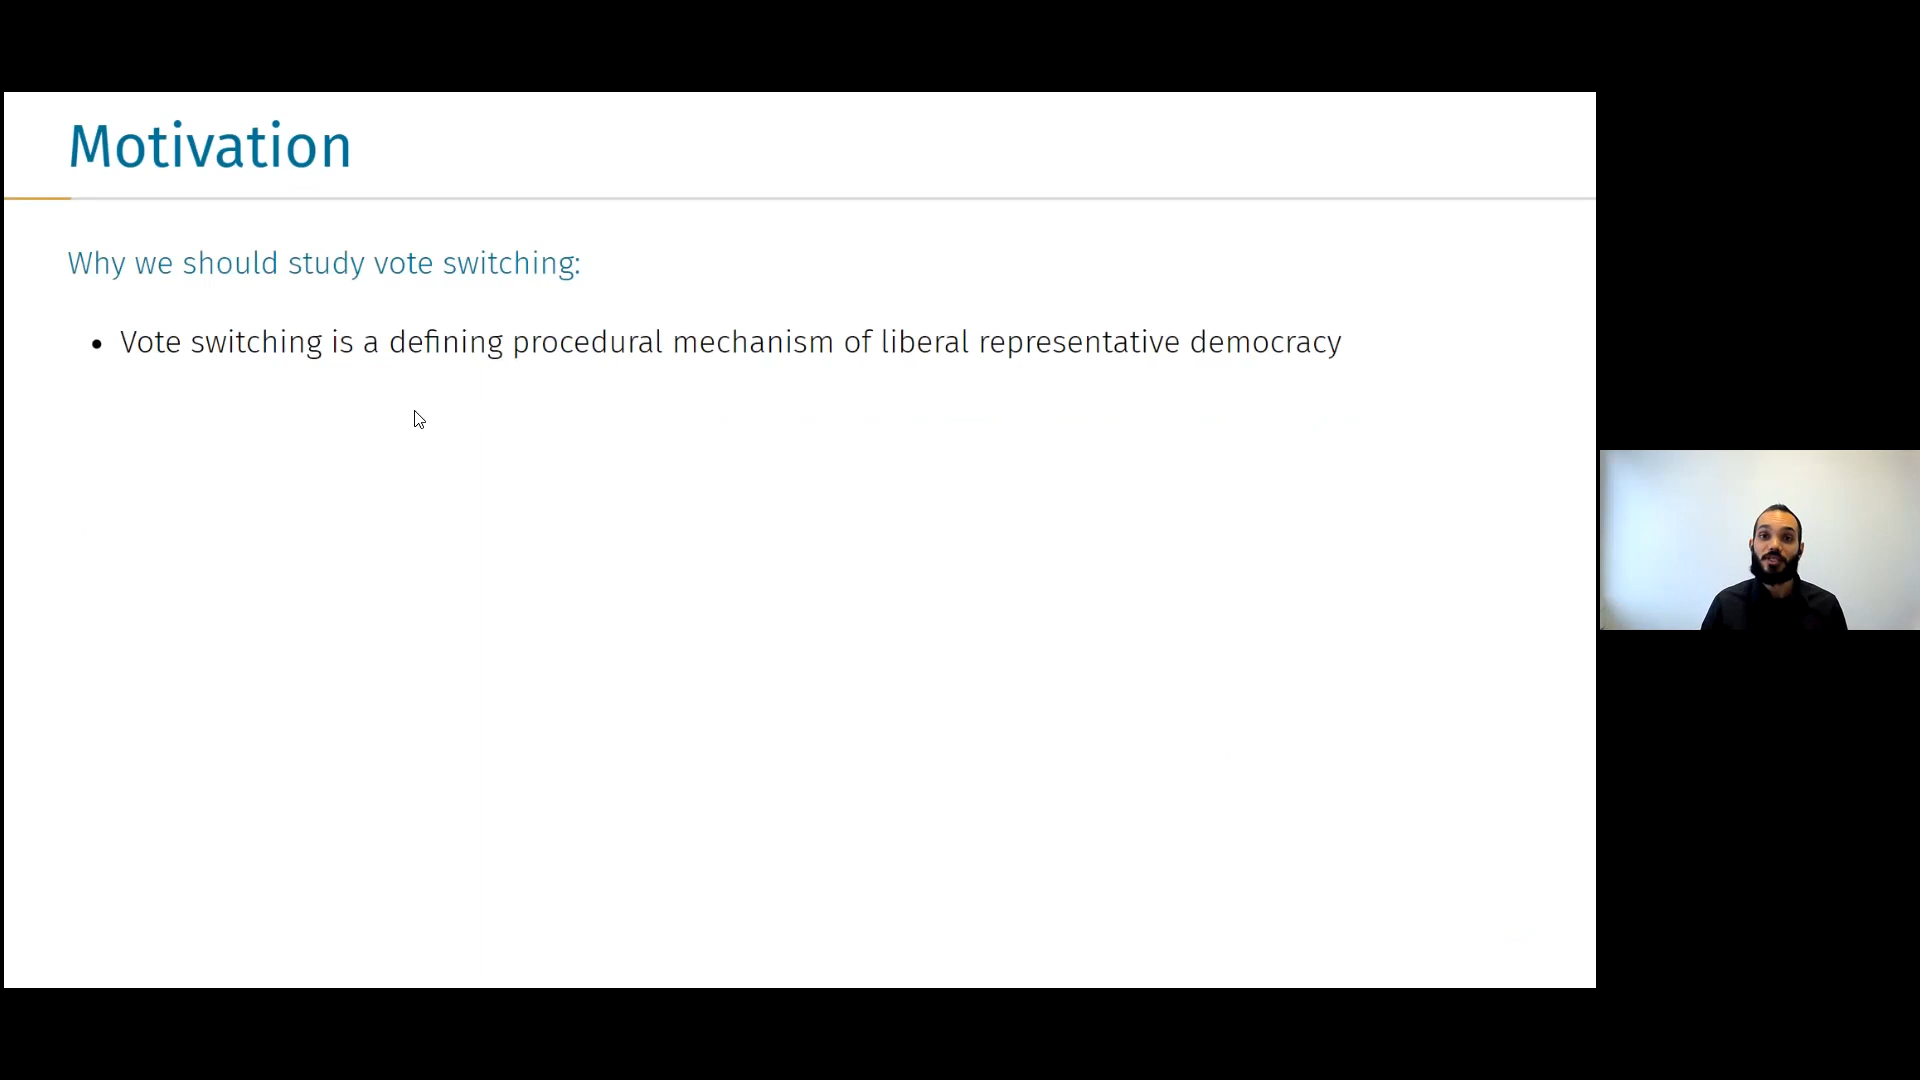 Motivation
Why we should study vote switching:
• Vote switching is a defining procedural mechanism of liberal representative democracy